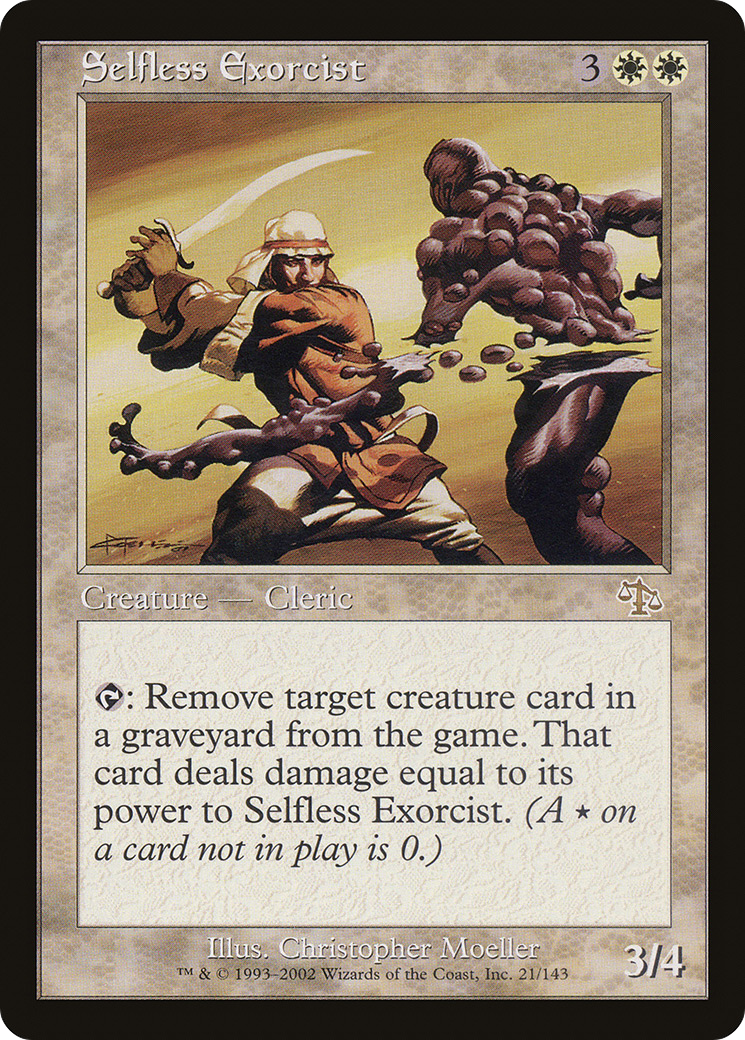 Selfless Exorcist 3
Creature — Cleric
: Remove target creature card in
a graveyard from the game. That
card deals damage equal to its
power to Selfless Exorcist. (A ★ on
a card not in play is 0.)
Illus. Christopher Moeller
™ & © 1993–2002 Wizards of the Coast, Inc. 21/143
3/4